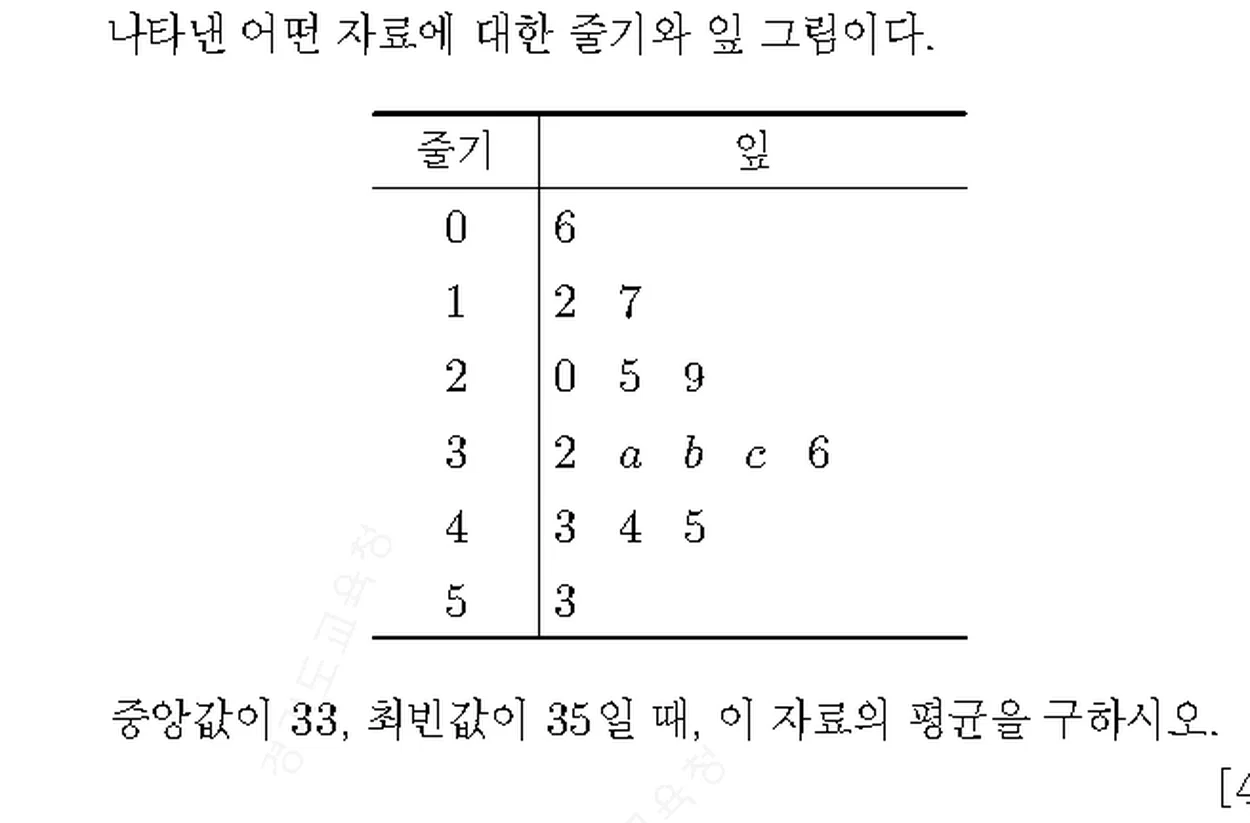 나타낸 어떤 자료에 대한 줄기와 잎 그림이다.
줄기 잎
0 6
1 2 7
2 0 5 9
3 2 a b c 6
4 3 4 5
5 3
중앙값이 33, 최빈값이 35일 때, 이 자료의 평균을 구하시오.
[4